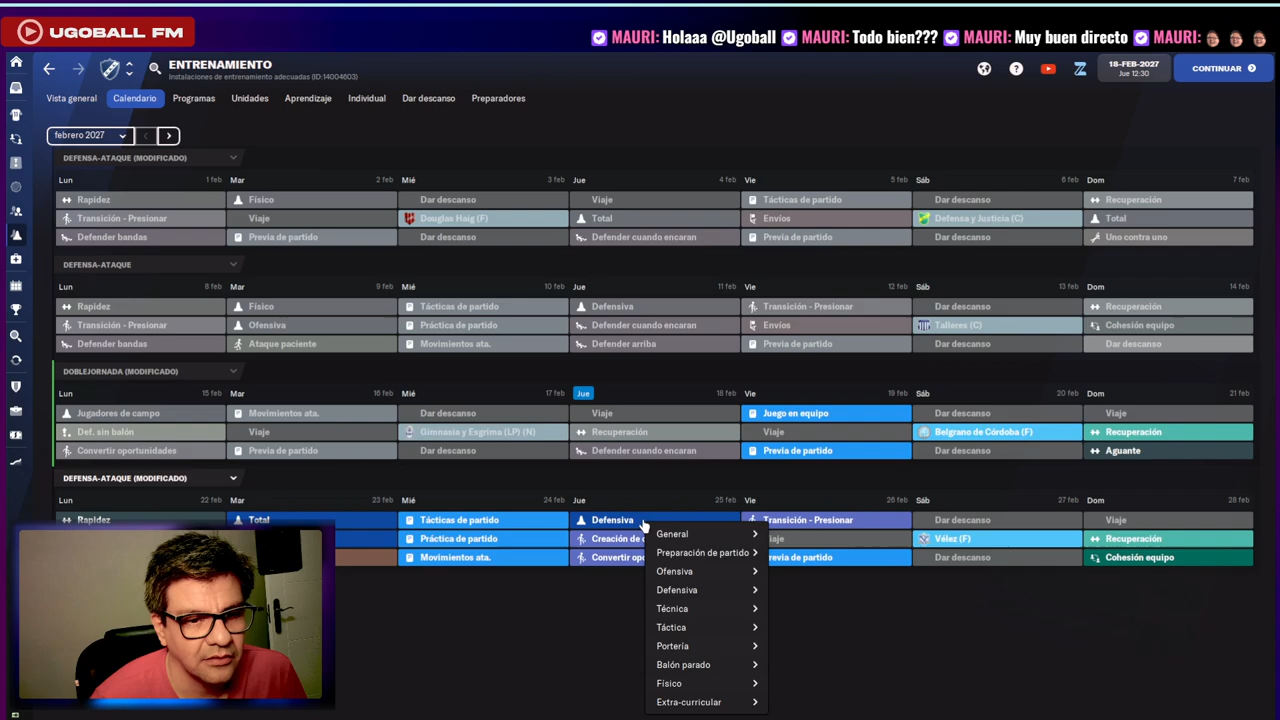 UGOBALL FM
MAURI: Holaaa @Ugoball MAURI: Todo bien??? MAURI: Muy buen directo MAURI:
ENTRENAMIENTO
Instalaciones de entrenamiento adecuadas (ID:14004603)
18-FEB-2027
Jue 12:30
CONTINUAR
Vista general Calendario Programas Unidades Aprendizaje Individual Dar descanso Preparadores
febrero 2027
DEFENSA-ATAQUE (MODIFICADO)
Lun 1 feb Mar 2 feb Mié 3 feb Jue 4 feb Vie 5 feb Sáb 6 feb Dom 7 feb
Rapidez Físico Dar descanso Viaje Tácticas de partido Dar descanso Recuperación
Transición - Presionar Viaje Douglas Haig (F) Total Envíos Defensa y Justicia (C) Total
Defender bandas Previa de partido Dar descanso Defender cuando encaran Previa de partido Dar descanso Uno contra uno
DEFENSA-ATAQUE
Lun 8 feb Mar 9 feb Mié 10 feb Jue 11 feb Vie 12 feb Sáb 13 feb Dom 14 feb
Rapidez Físico Tácticas de partido Defensiva Transición - Presionar Dar descanso Recuperación
Transición - Presionar Ofensiva Práctica de partido Defender cuando encaran Envíos Talleres (C) Cohesión equipo
Defender bandas Ataque paciente Movimientos ata. Defender arriba Previa de partido Dar descanso Dar descanso
DOBLEJORNADA (MODIFICADO)
Lun 15 feb Mar 16 feb Mié 17 feb Jue 18 feb Vie 19 feb Sáb 20 feb Dom 21 feb
Jugadores de campo Movimientos ata. Dar descanso Viaje Juego en equipo Dar descanso Viaje
Def. sin balón Viaje Gimnasia y Esgrima (LP) (N) Recuperación Viaje Belgrano de Córdoba (F) Recuperación
Convertir oportunidades Previa de partido Dar descanso Defender cuando encaran Previa de partido Dar descanso Aguante
DEFENSA-ATAQUE (MODIFICADO)
Lun 22 feb Mar 23 feb Mié 24 feb Jue 25 feb Vie 26 feb Sáb 27 feb Dom 28 feb
Rapidez Total Tácticas de partido Defensiva Transición - Presionar Dar descanso Viaje
Práctica de partido Creación de Viaje Vélez (F) Recuperación
Movimientos ata. Convertir Previa de partido Dar descanso Cohesión equipo
General
Preparación de partido
Ofensiva
Defensiva
Técnica
Táctica
Portería
Balón parado
Físico
Extra-curricular